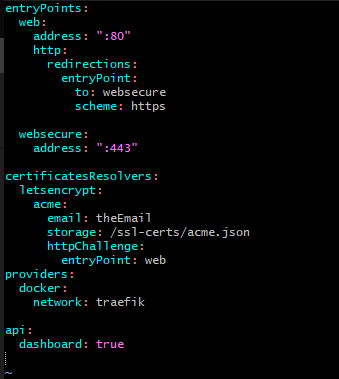 entryPoints:
  web:
    address: ":80"
    http:
      redirections:
        entryPoint:
          to: websecure
          scheme: https

  websecure:
    address: ":443"

certificatesResolvers:
  letsencrypt:
    acme:
      email: theEmail
      storage: /ssl-certs/acme.json
      httpChallenge:
        entryPoint: web
providers:
  docker:
    network: traefik

api:
  dashboard: true

~